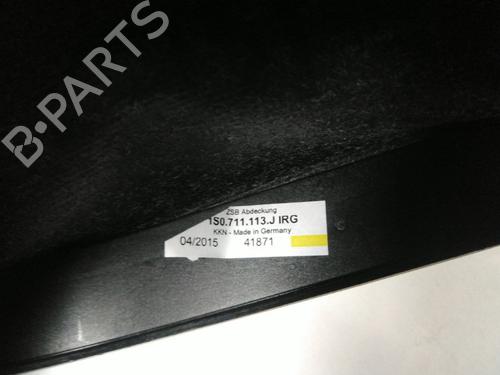 B-PARTS
ZSB Abdeckung
1S0.711.113.J IRG
KKN - Made in Germany
04/2015 41871